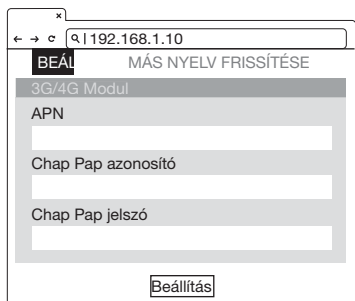 192.168.1.10
BEÁL MÁS NYELV FRISSÍTÉSE
3G/4G Modul
APN
Chap Pap azonosító
Chap Pap jelszó
Beállítás